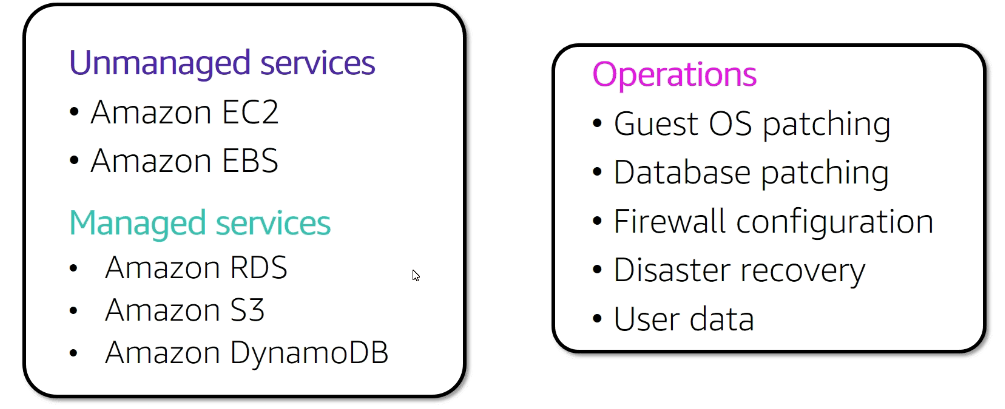 Unmanaged services
• Amazon EC2
• Amazon EBS
Managed services
• Amazon RDS
• Amazon S3
• Amazon DynamoDB
Operations
• Guest OS patching
• Database patching
• Firewall configuration
• Disaster recovery
• User data